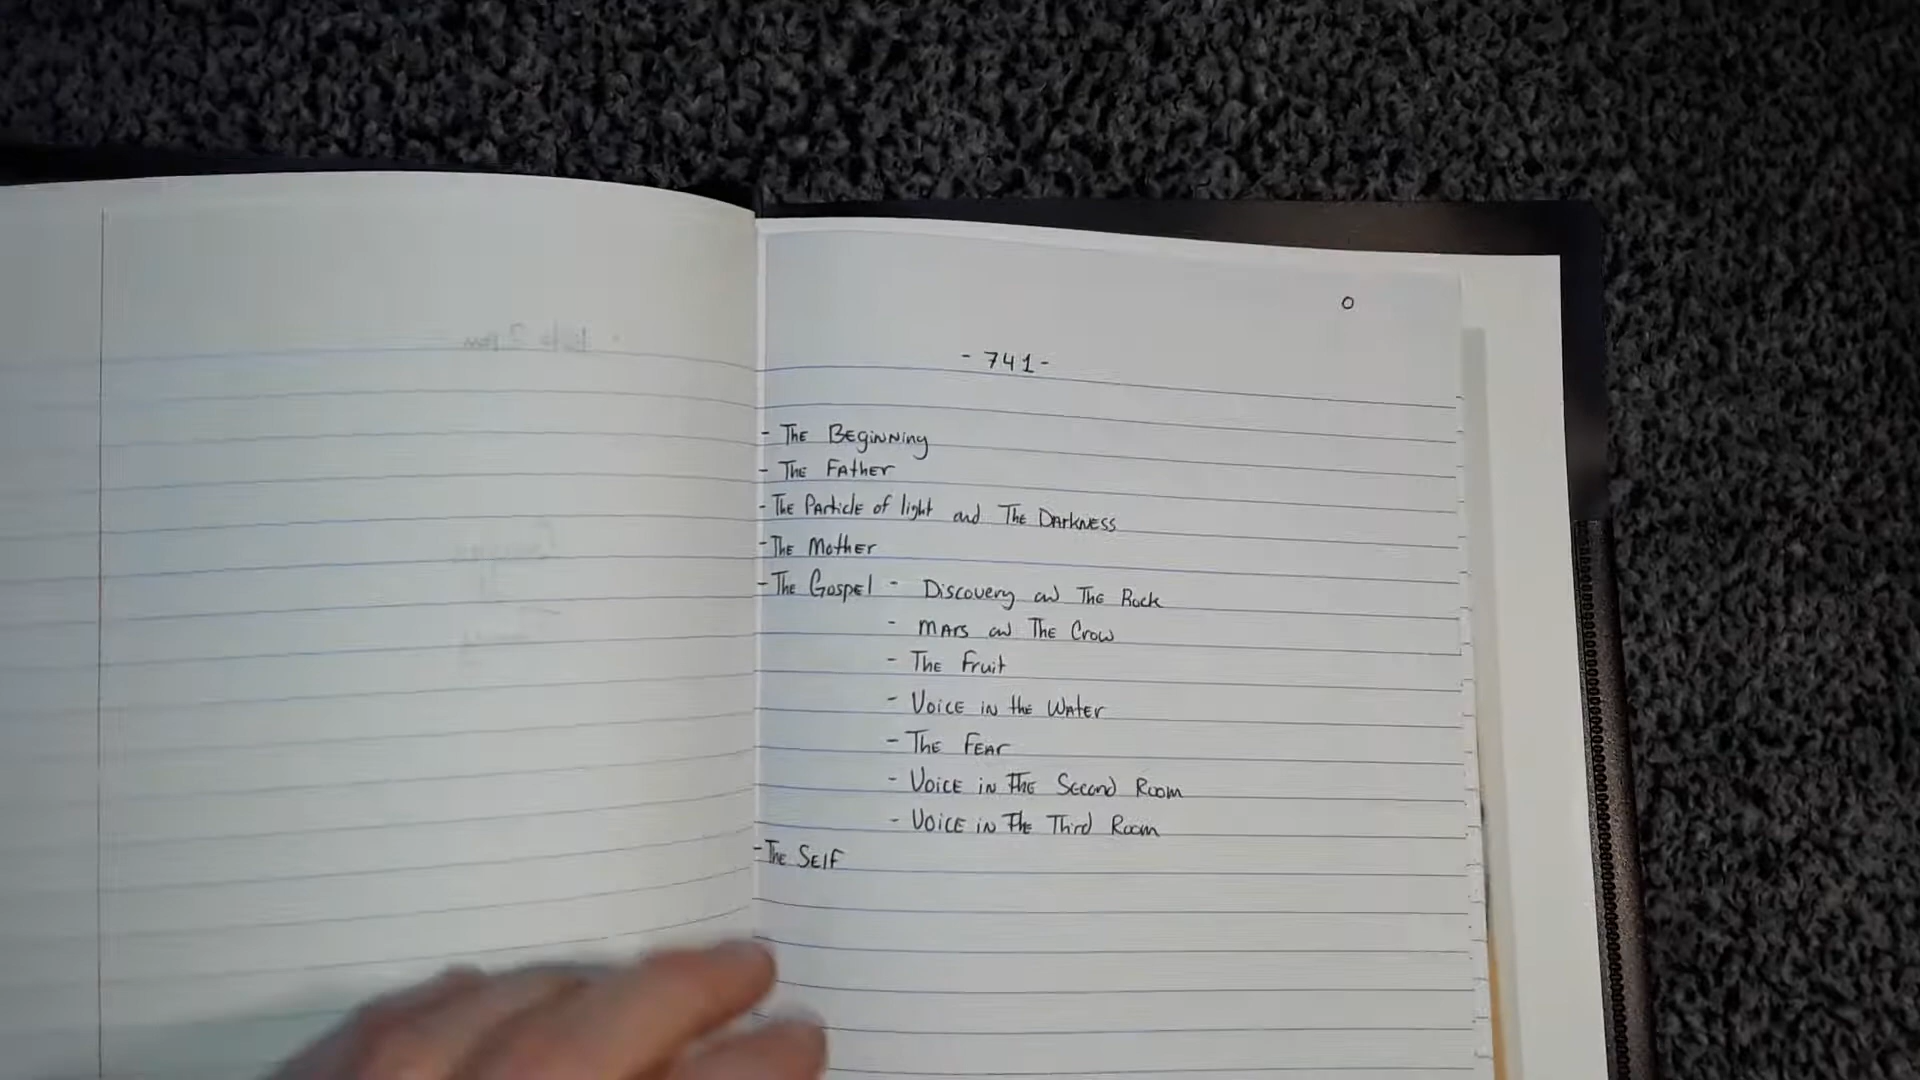 0
- 741 -
- The Beginning
- The Father
- The Particle of light and The Darkness
- The Mother
- The Gospel - Discovery and The Rock
- Mars and The Crow
- The Fruit
- Voice in the Water
- The Fear
- Voice in The Second Room
- Voice in The Third Room
- The Self